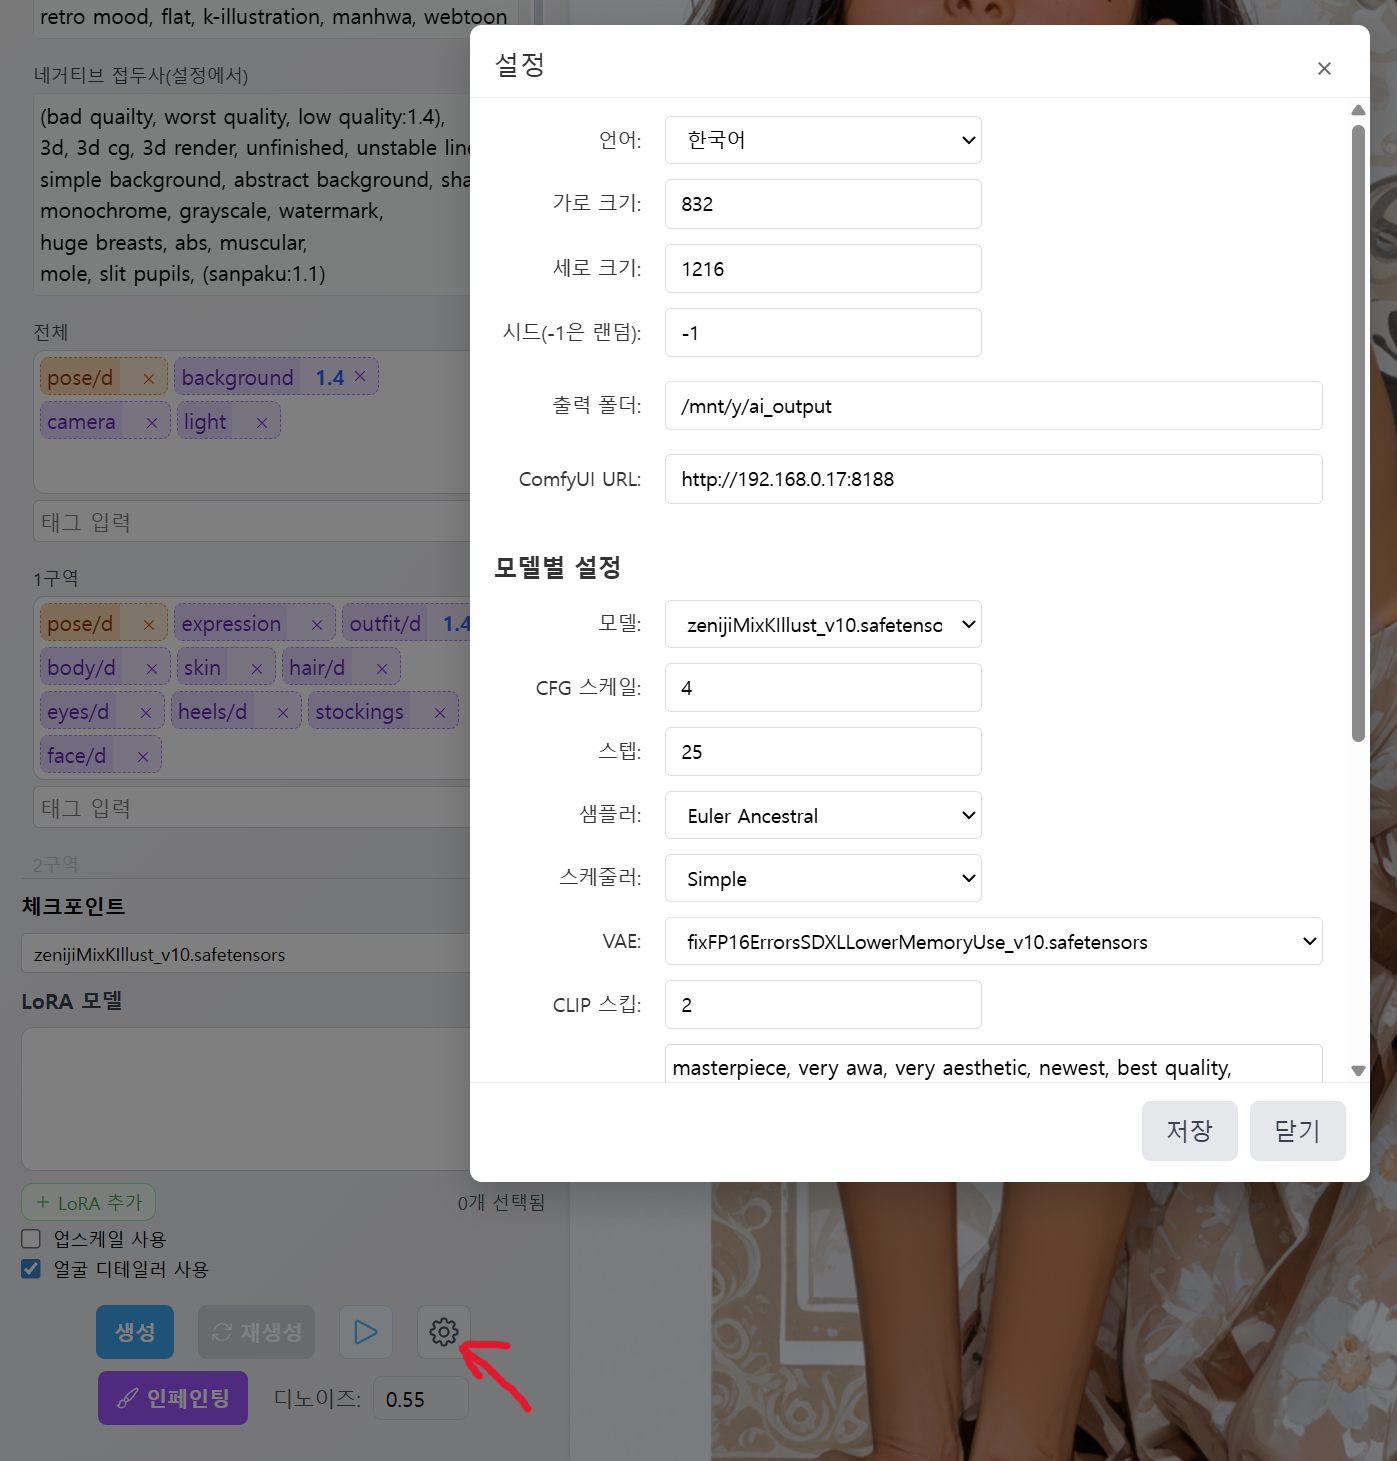 retro mood, flat, k-illustration, manhwa, webtoon
네거티브 접두사(설정에서)
(bad quailty, worst quality, low quality:1.4),
3d, 3d cg, 3d render, unfinished, unstable line
simple background, abstract background, sha
monochrome, grayscale, watermark,
huge breasts, abs, muscular,
mole, slit pupils, (sanpaku:1.1)
전체
pose/d × background 1.4 ×
camera × light ×
태그 입력
1구역
pose/d × expression × outfit/d 1.4
body/d × skin × hair/d ×
eyes/d × heels/d × stockings ×
face/d ×
태그 입력
2구역
체크포인트
zenijiMixKIllust_v10.safetensors
LoRA 모델
+ LoRA 추가 0개 선택됨
업스케일 사용
얼굴 디테일러 사용
생성 재생성
인페인팅 디노이즈: 0.55
설정 ×
언어: 한국어
가로 크기: 832
세로 크기: 1216
시드(-1은 랜덤): -1
출력 폴더: /mnt/y/ai_output
ComfyUI URL: http://192.168.0.17:8188
모델별 설정
모델: zenijiMixKIllust_v10.safetenso
CFG 스케일: 4
스텝: 25
샘플러: Euler Ancestral
스케줄러: Simple
VAE: fixFP16ErrorsSDXLLowerMemoryUse_v10.safetensors
CLIP 스킵: 2
masterpiece, very awa, very aesthetic, newest, best quality,
저장 닫기